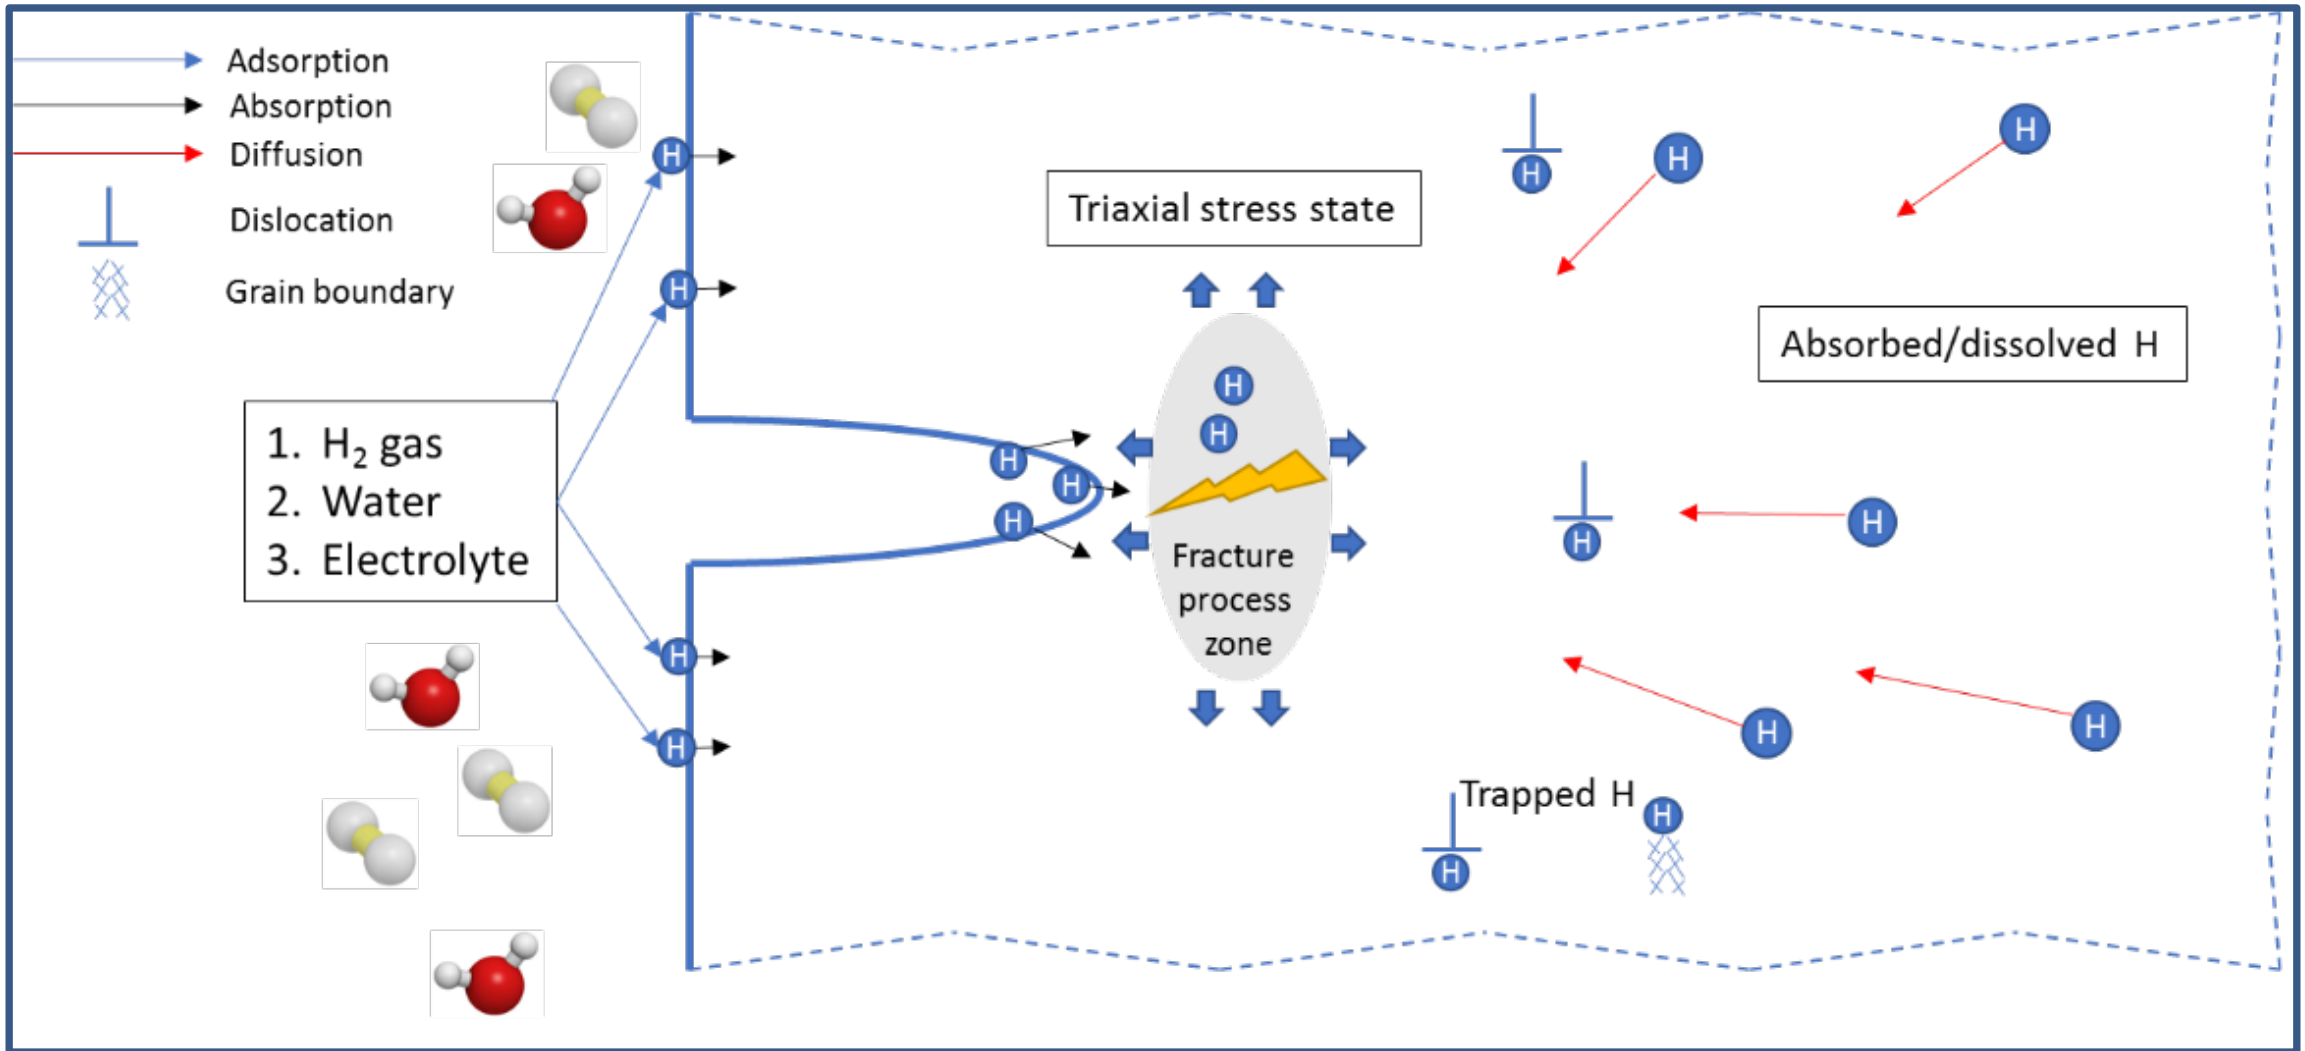 Adsorption
Absorption
Diffusion
Dislocation
Grain boundary
1. H₂ gas
2. Water
3. Electrolyte
H
H
H
H
H
H
H
Triaxial stress state
H
H
Fracture
process
zone
H
H
H
Absorbed/dissolved H
H
H
H
H
Trapped H
H
H